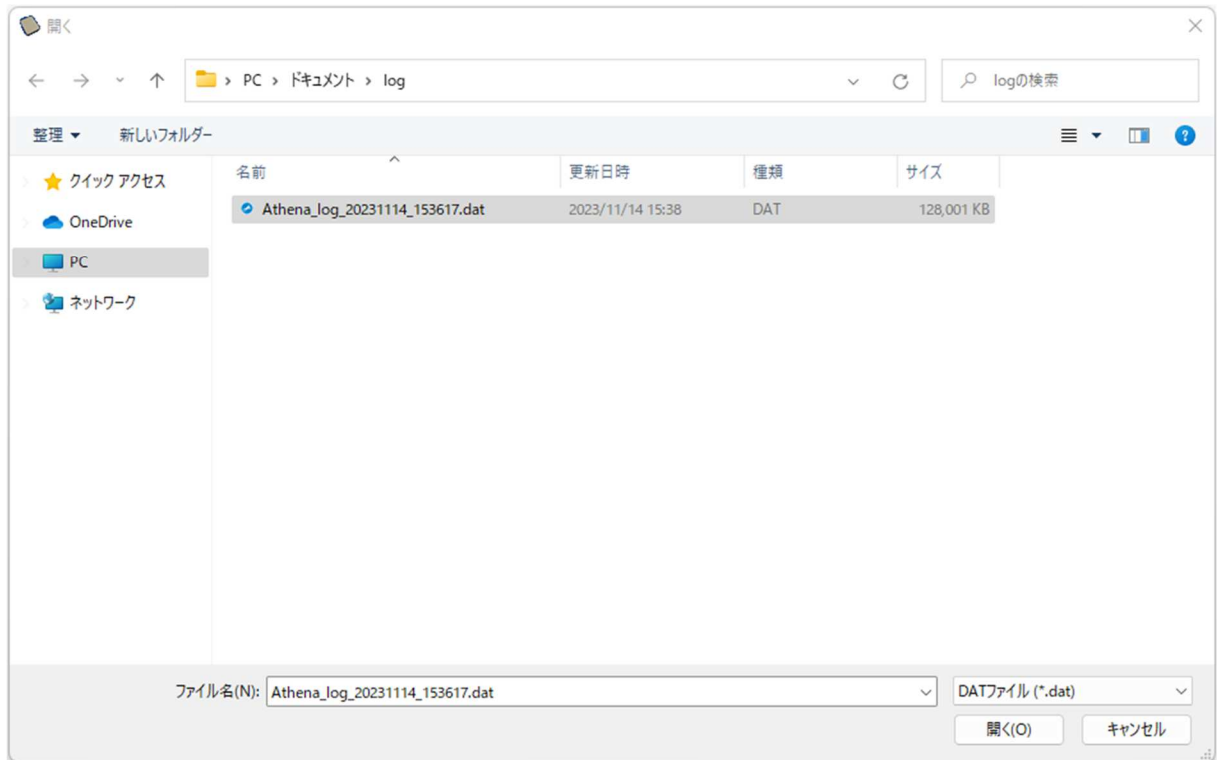 開く
PC › ドキュメント › log
logの検索
整理 新しいフォルダー
クイック アクセス
OneDrive
PC
ネットワーク
名前 更新日時 種類 サイズ
Athena_log_20231114_153617.dat 2023/11/14 15:38 DAT 128,001 KB
ファイル名(N): Athena_log_20231114_153617.dat DATファイル (*.dat)
開く(O) キャンセル